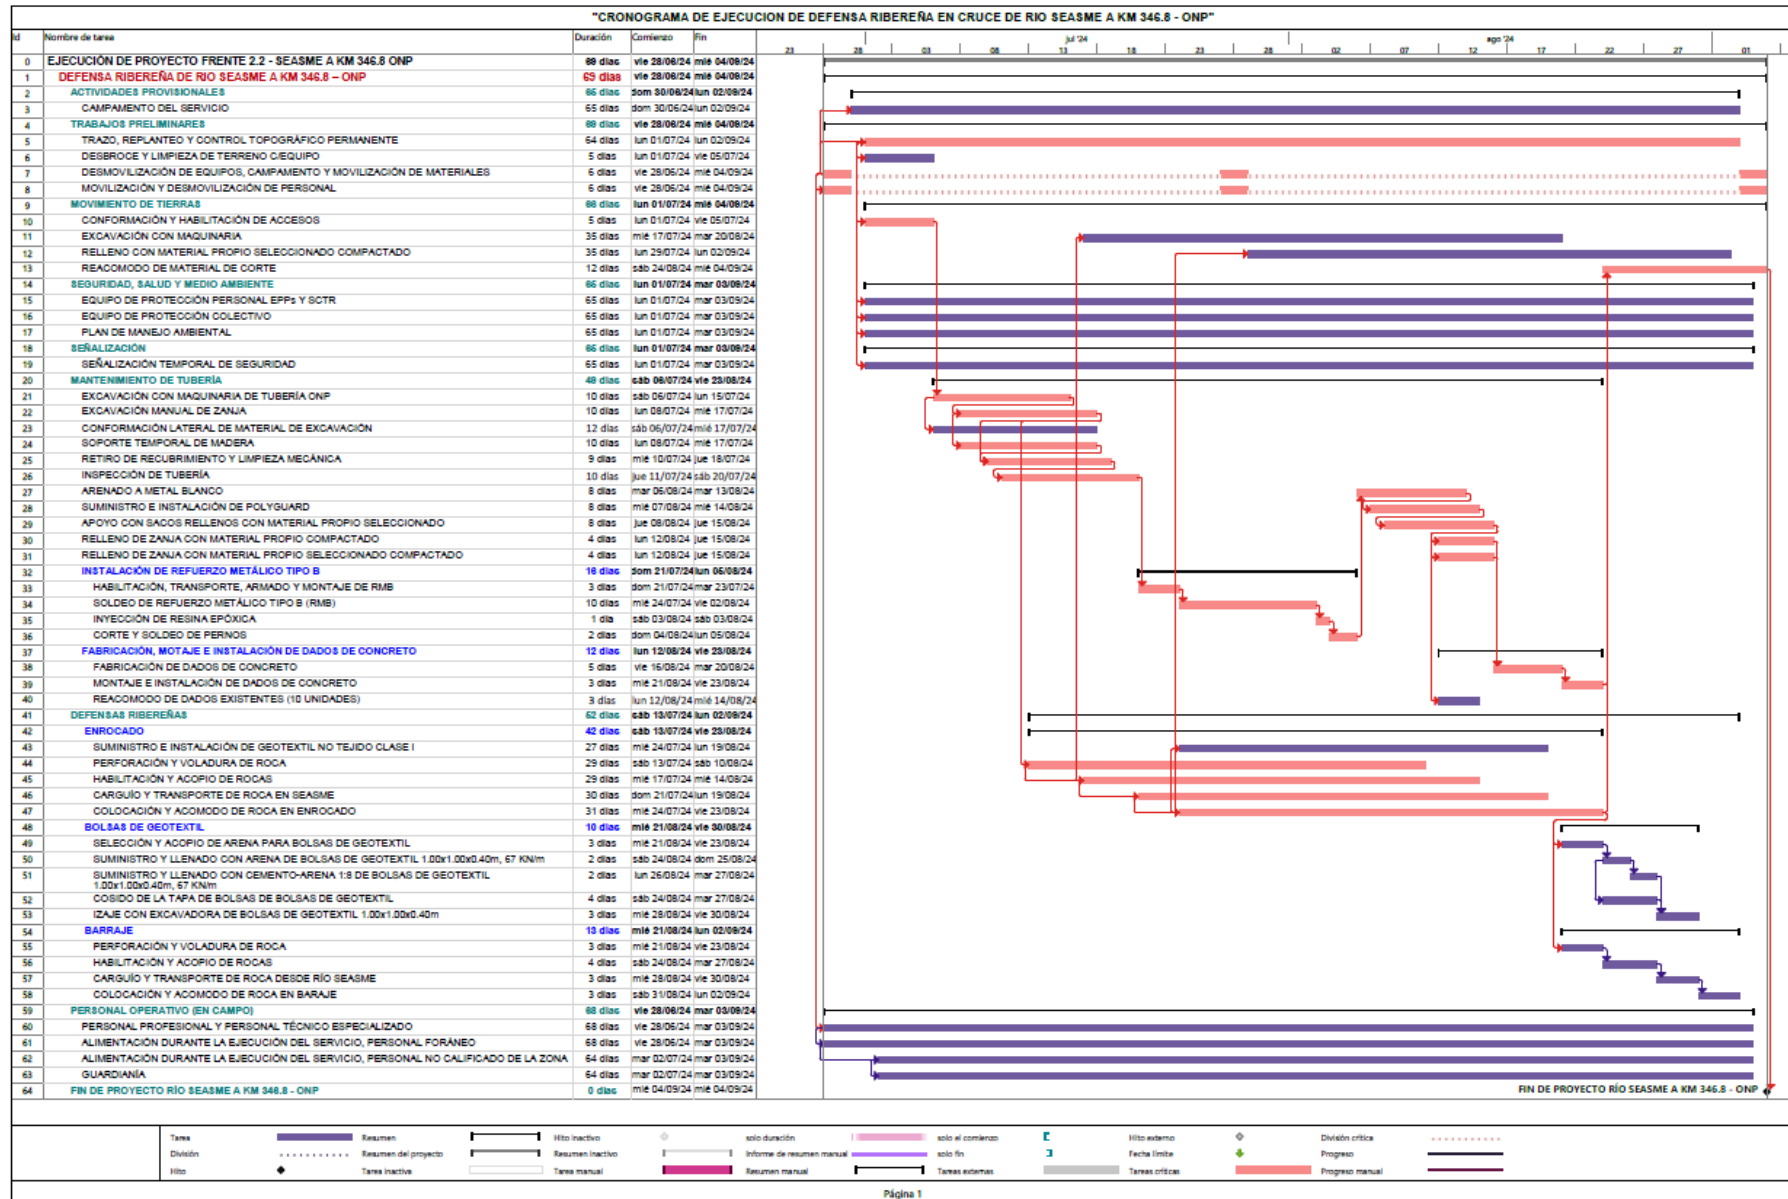 "CRONOGRAMA DE EJECUCION DE DEFENSA RIBEREÑA EN CRUCE DE RIO SEASME A KM 346.8 - ONP"
Id Nombre de tarea Duración Comienzo Fin jul '24 ago '24
23 28 03 08 18 23 28 02 07 12 17 22 27 01
0 EJECUCIÓN DE PROYECTO FRENTE 2.2 - SEASME A KM 346.8 ONP 69 días vie 28/06/24 mié 04/09/24
1 DEFENSA RIBEREÑA DE RIO SEASME A KM 346.8 – ONP 69 días vie 28/06/24 mié 04/09/24
2 ACTIVIDADES PROVISIONALES 65 días dom 30/06/24 lun 02/09/24
3 CAMPAMENTO DEL SERVICIO 65 días dom 30/06/24 lun 02/09/24
4 TRABAJOS PRELIMINARES 69 días vie 28/06/24 mié 04/09/24
5 TRAZO, REPLANTEO Y CONTROL TOPOGRÁFICO PERMANENTE 64 días lun 01/07/24 lun 02/09/24
6 DESBROCE Y LIMPIEZA DE TERRENO C/EQUIPO 5 días lun 01/07/24 vie 05/07/24
7 DESMOVILIZACIÓN DE EQUIPOS, CAMPAMENTO Y MOVILIZACIÓN DE MATERIALES 6 días vie 28/06/24 mié 04/09/24
8 MOVILIZACIÓN Y DESMOVILIZACIÓN DE PERSONAL 6 días vie 28/06/24 mié 04/09/24
9 MOVIMIENTO DE TIERRAS 66 días lun 01/07/24 mié 04/09/24
10 CONFORMACIÓN Y HABILITACIÓN DE ACCESOS 5 días lun 01/07/24 vie 05/07/24
11 EXCAVACIÓN CON MAQUINARIA 35 días mié 17/07/24 mar 20/08/24
12 RELLENO CON MATERIAL PROPIO SELECCIONADO COMPACTADO 35 días lun 29/07/24 lun 02/09/24
13 REACOMODO DE MATERIAL DE CORTE 12 días sáb 24/08/24 mié 04/09/24
14 SEGURIDAD, SALUD Y MEDIO AMBIENTE 65 días lun 01/07/24 mar 03/09/24
15 EQUIPO DE PROTECCIÓN PERSONAL EPPs Y SCTR 65 días lun 01/07/24 mar 03/09/24
16 EQUIPO DE PROTECCIÓN COLECTIVO 65 días lun 01/07/24 mar 03/09/24
17 PLAN DE MANEJO AMBIENTAL 65 días lun 01/07/24 mar 03/09/24
18 SEÑALIZACIÓN 65 días lun 01/07/24 mar 03/09/24
19 SEÑALIZACIÓN TEMPORAL DE SEGURIDAD 65 días lun 01/07/24 mar 03/09/24
20 MANTENIMIENTO DE TUBERÍA 49 días sáb 06/07/24 vie 23/08/24
21 EXCAVACIÓN CON MAQUINARIA DE TUBERÍA ONP 10 días sáb 06/07/24 lun 15/07/24
22 EXCAVACIÓN MANUAL DE ZANJA 10 días lun 08/07/24 mié 17/07/24
23 CONFORMACIÓN LATERAL DE MATERIAL DE EXCAVACIÓN 12 días sáb 06/07/24 mié 17/07/24
24 SOPORTE TEMPORAL DE MADERA 10 días lun 08/07/24 mié 17/07/24
25 RETIRO DE RECUBRIMIENTO Y LIMPIEZA MECÁNICA 9 días mié 10/07/24 jue 18/07/24
26 INSPECCIÓN DE TUBERÍA 10 días jue 11/07/24 sáb 20/07/24
27 ARENADO A METAL BLANCO 8 días mar 06/08/24 mar 13/08/24
28 SUMINISTRO E INSTALACIÓN DE POLYGUARD 8 días mié 07/08/24 mié 14/08/24
29 APOYO CON SACOS RELLENOS CON MATERIAL PROPIO SELECCIONADO 8 días jue 08/08/24 jue 15/08/24
30 RELLENO DE ZANJA CON MATERIAL PROPIO COMPACTADO 4 días lun 12/08/24 jue 15/08/24
31 RELLENO DE ZANJA CON MATERIAL PROPIO SELECCIONADO COMPACTADO 4 días lun 12/08/24 jue 15/08/24
32 INSTALACIÓN DE REFUERZO METÁLICO TIPO B 16 días dom 21/07/24 lun 05/08/24
33 HABILITACIÓN, TRANSPORTE, ARMADO Y MONTAJE DE RMB 3 días dom 21/07/24 mar 23/07/24
34 SOLDEO DE REFUERZO METÁLICO TIPO B (RMB) 10 días mié 24/07/24 vie 02/08/24
35 INYECCIÓN DE RESINA EPÓXICA 1 día sáb 03/08/24 sáb 03/08/24
36 CORTE Y SOLDEO DE PERNOS 2 días dom 04/08/24 lun 05/08/24
37 FABRICACIÓN, MOTAJE E INSTALACIÓN DE DADOS DE CONCRETO 12 días lun 12/08/24 vie 23/08/24
38 FABRICACIÓN DE DADOS DE CONCRETO 5 días vie 16/08/24 mar 20/08/24
39 MONTAJE E INSTALACIÓN DE DADOS DE CONCRETO 3 días mié 21/08/24 vie 23/08/24
40 REACOMODO DE DADOS EXISTENTES (10 UNIDADES) 3 días lun 12/08/24 mié 14/08/24
41 DEFENSAS RIBEREÑAS 52 días sáb 13/07/24 lun 02/09/24
42 ENROCADO 42 días sáb 13/07/24 vie 23/08/24
43 SUMINISTRO E INSTALACIÓN DE GEOTEXTIL NO TEJIDO CLASE I 27 días mié 24/07/24 lun 19/08/24
44 PERFORACIÓN Y VOLADURA DE ROCA 29 días sáb 13/07/24 sáb 10/08/24
45 HABILITACIÓN Y ACOPIO DE ROCAS 29 días mié 17/07/24 mié 14/08/24
46 CARGUÍO Y TRANSPORTE DE ROCA EN SEASME 30 días dom 21/07/24 lun 19/08/24
47 COLOCACIÓN Y ACOMODO DE ROCA EN ENROCADO 31 días mié 24/07/24 vie 23/08/24
48 BOLSAS DE GEOTEXTIL 10 días mié 21/08/24 vie 30/08/24
49 SELECCIÓN Y ACOPIO DE ARENA PARA BOLSAS DE GEOTEXTIL 3 días mié 21/08/24 vie 23/08/24
50 SUMINISTRO Y LLENADO CON ARENA DE BOLSAS DE GEOTEXTIL 1.00x1.00x0.40m, 67 KN/m 2 días sáb 24/08/24 dom 25/08/24
51 SUMINISTRO Y LLENADO CON CEMENTO-ARENA 1:8 DE BOLSAS DE GEOTEXTIL 2 días lun 26/08/24 mar 27/08/24
1.00x1.00x0.40m, 67 KN/m
52 COSIDO DE LA TAPA DE BOLSAS DE BOLSAS DE GEOTEXTIL 4 días sáb 24/08/24 mar 27/08/24
53 IZAJE CON EXCAVADORA DE BOLSAS DE GEOTEXTIL 1.00x1.00x0.40m 3 días mié 28/08/24 vie 30/08/24
54 BARRAJE 13 días mié 21/08/24 lun 02/09/24
55 PERFORACIÓN Y VOLADURA DE ROCA 3 días mié 21/08/24 vie 23/08/24
56 HABILITACIÓN Y ACOPIO DE ROCAS 4 días sáb 24/08/24 mar 27/08/24
57 CARGUÍO Y TRANSPORTE DE ROCA DESDE RÍO SEASME 3 días mié 28/08/24 vie 30/08/24
58 COLOCACIÓN Y ACOMODO DE ROCA EN BARAJE 3 días sáb 31/08/24 lun 02/09/24
59 PERSONAL OPERATIVO (EN CAMPO) 68 días vie 28/06/24 mar 03/09/24
60 PERSONAL PROFESIONAL Y PERSONAL TÉCNICO ESPECIALIZADO 68 días vie 28/06/24 mar 03/09/24
61 ALIMENTACIÓN DURANTE LA EJECUCIÓN DEL SERVICIO, PERSONAL FORÁNEO 68 días vie 28/06/24 mar 03/09/24
62 ALIMENTACIÓN DURANTE LA EJECUCIÓN DEL SERVICIO, PERSONAL NO CALIFICADO DE LA ZONA 64 días mar 02/07/24 mar 03/09/24
63 GUARDIANÍA 64 días mar 02/07/24 mar 03/09/24
64 FIN DE PROYECTO RÍO SEASME A KM 346.8 - ONP 0 días mié 04/09/24 mié 04/09/24 FIN DE PROYECTO RÍO SEASME A KM 346.8 - ONP
Tarea Resumen Hito inactivo solo duración solo el comienzo Hito externo División crítica
División Resumen del proyecto Resumen inactivo Informe de resumen manual solo fin Fecha límite Progreso
Hito Tarea inactiva Tarea manual Resumen manual Tareas externas Tareas críticas Progreso manual
Página 1